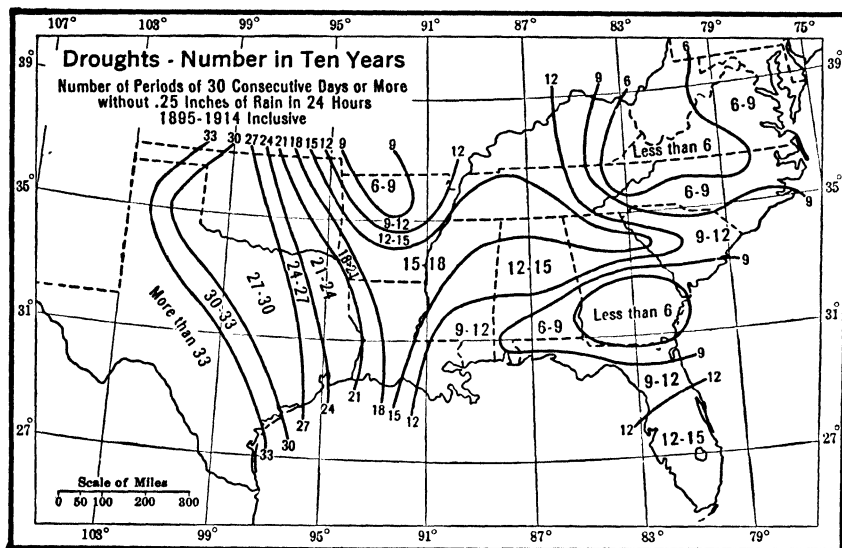 107° 103° 99° 95° 91° 87° 83° 79° 75°
Droughts - Number in Ten Years
Number of Periods of 30 Consecutive Days or More
without .25 Inches of Rain in 24 Hours
1895-1914 Inclusive
39° 39°
6
12 9 6
6-9
33 30 27 24 21 18 15 12 9 9 12
Less than 6
35° 35°
6-9 6-9
9
9-12 9-12
12-15
9
15-18 18-21
12-15
21-24
24-27
27-30
30-33
More than 33
31° 31°
Less than 6
9-12 6-9
9
9-12
12
21
24 18 15
12
27
30
33
12
12-15
27° 27°
Scale of Miles
0 50 100 200 300
103° 99° 95° 91° 87° 83° 79°